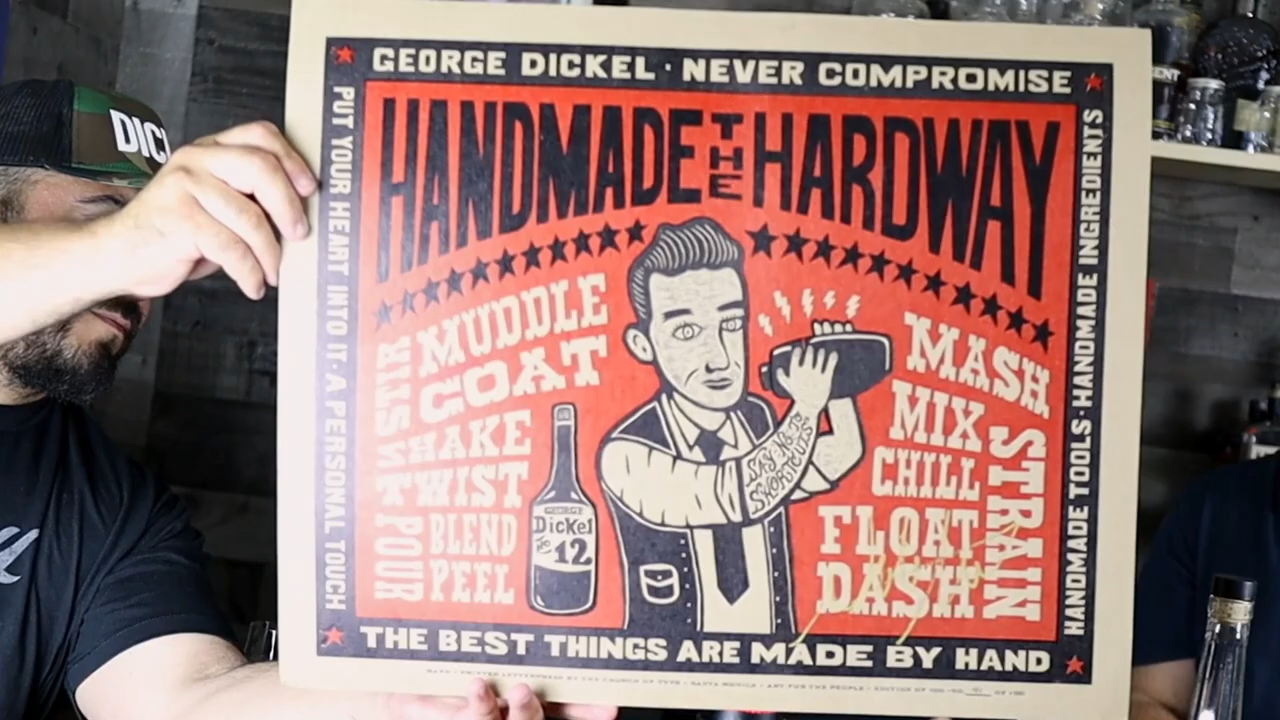 DIC
GEORGE DICKEL · NEVER COMPROMISE
PUT YOUR HEART INTO IT · A PERSONAL TOUCH
HANDMADE THE HARDWAY
STIR
MUDDLE
COAT
SHAKE
TWIST
POUR
BLEND
PEEL
Dickel
No 12
MASH
MIX
CHILL
STRAIN
FLOAT
DASH
HANDMADE TOOLS · HANDMADE INGREDIENTS
THE BEST THINGS ARE MADE BY HAND